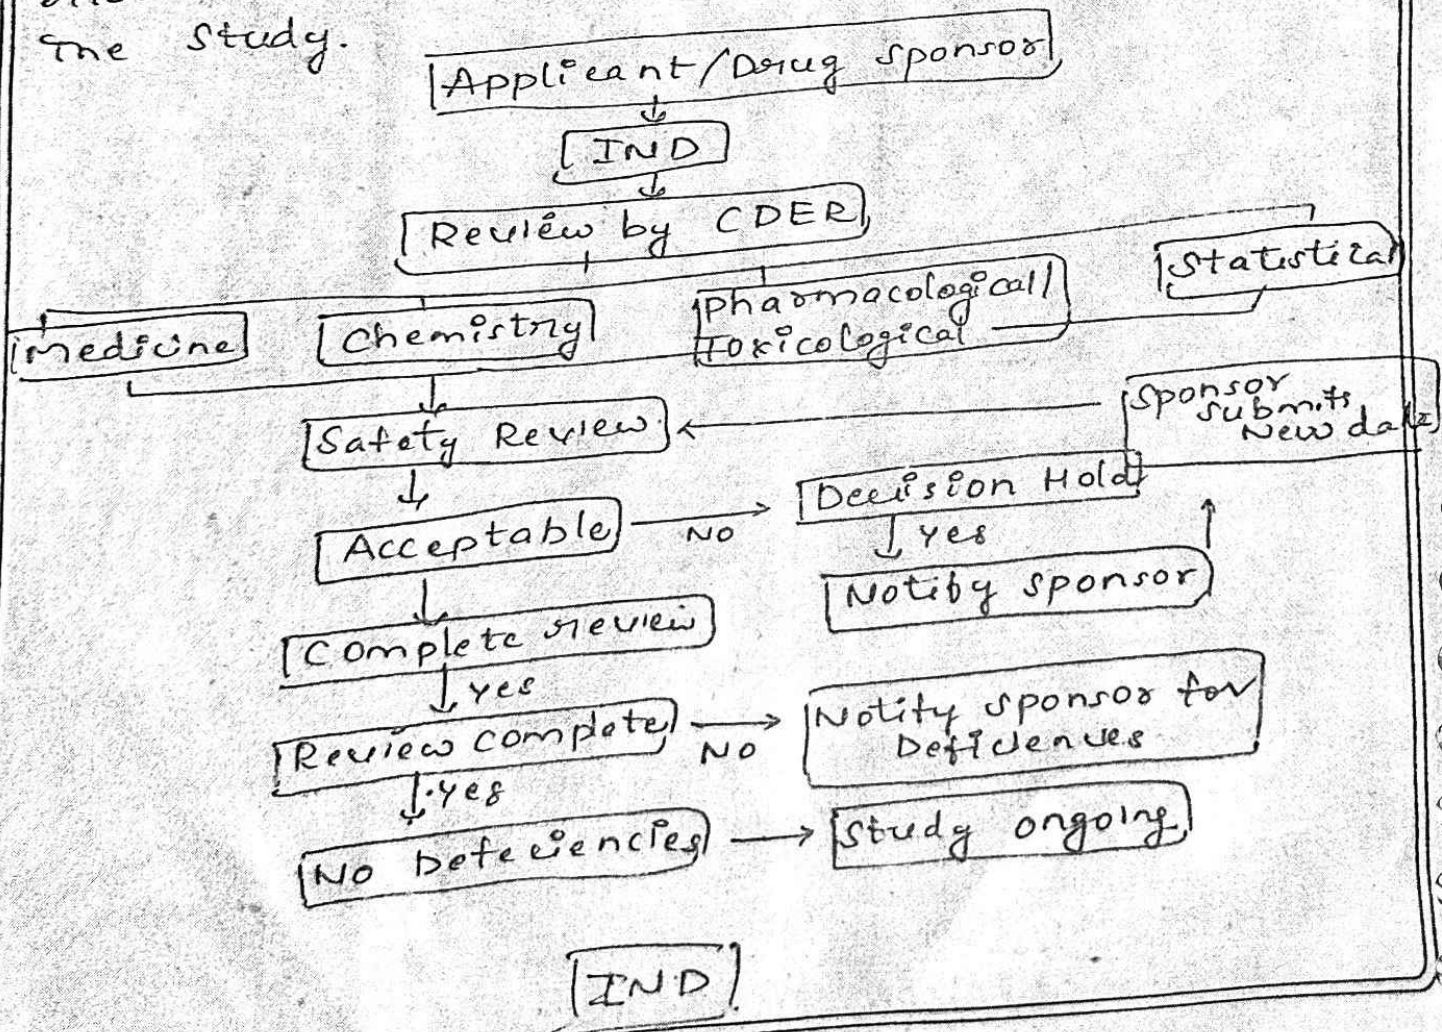 The study.
Applicant/Drug sponsor
IND
Review by CDER
Medicine
Chemistry
Pharmacological/
Toxicological
Statistical
Safety Review
Sponsor
submits
New data
Acceptable
NO
Decision Hold
Yes
Notify sponsor
Complete review
Yes
Review complete
NO
Notify sponsor for
Deficiences
Yes
No Deficiencies
Study ongoing
IND